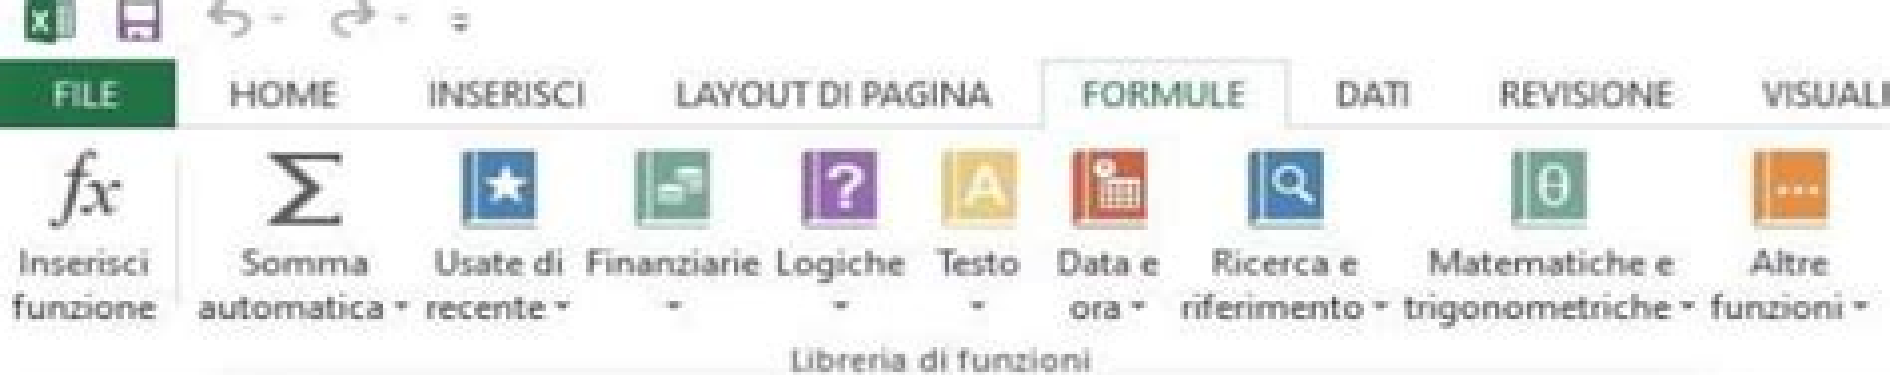 FILE HOME INSERISCI LAYOUT DI PAGINA FORMULE DATI REVISIONE VISUALI
fx Σ ? A θ
Inserisci Somma Usate di Finanziarie Logiche Testo Data e Ricerca e Matematiche e Altre
funzione automatica recente ora riferimento trigonometriche funzioni
Libreria di funzioni